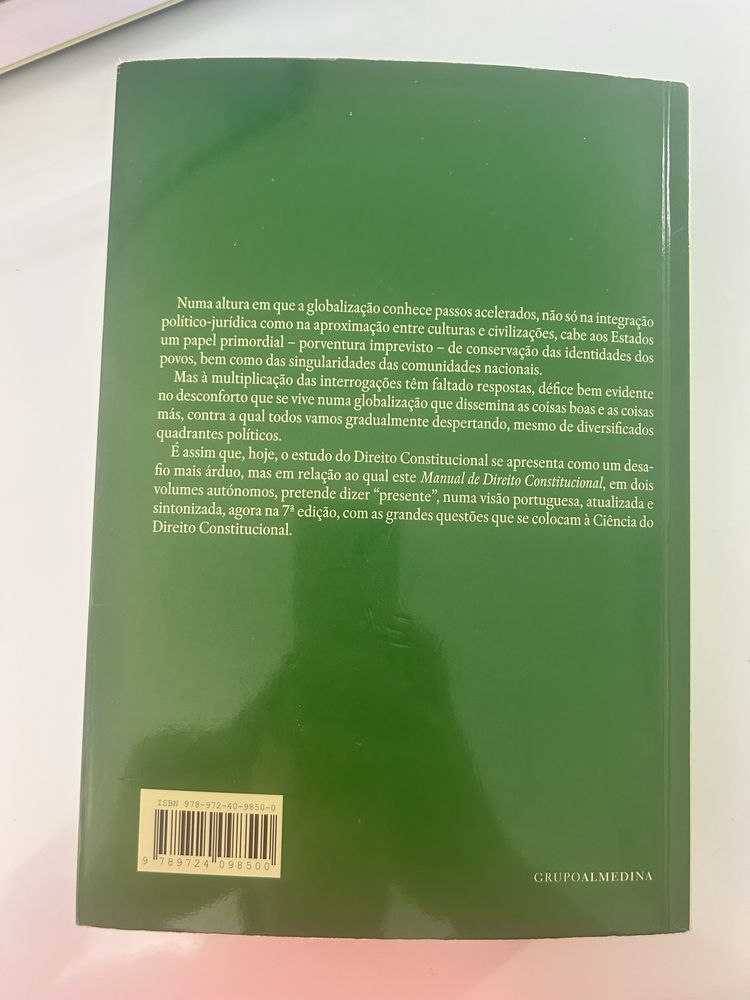 Numa altura em que a globalização conhece passos acelerados, não só na integração
político-jurídica como na aproximação entre culturas e civilizações, cabe aos Estados
um papel primordial – porventura imprevisto – de conservação das identidades dos
povos, bem como das singularidades das comunidades nacionais.
Mas à multiplicação das interrogações têm faltado respostas, défice bem evidente
no desconforto que se vive numa globalização que dissemina as coisas boas e as coisas
más, contra a qual todos vamos gradualmente despertando, mesmo de diversificados
quadrantes políticos.
É assim que, hoje, o estudo do Direito Constitucional se apresenta como um desa-
fio mais árduo, mas em relação ao qual este Manual de Direito Constitucional, em dois
volumes autónomos, pretende dizer “presente”, numa visão portuguesa, atualizada e
sintonizada, agora na 7ª edição, com as grandes questões que se colocam à Ciência do
Direito Constitucional.
ISBN 978-972-40-9850-0
9 789724 098500
GRUPOALMEDINA